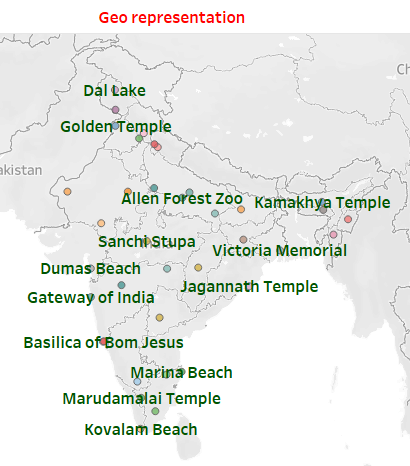 Geo representation
Dal Lake
Golden Temple
akistan
Allen Forest Zoo
Kamakhya Temple
Sanchi Stupa
Victoria Memorial
Dumas Beach
Jagannath Temple
Gateway of India
Basilica of Bom Jesus
Marina Beach
Marudamalai Temple
Kovalam Beach